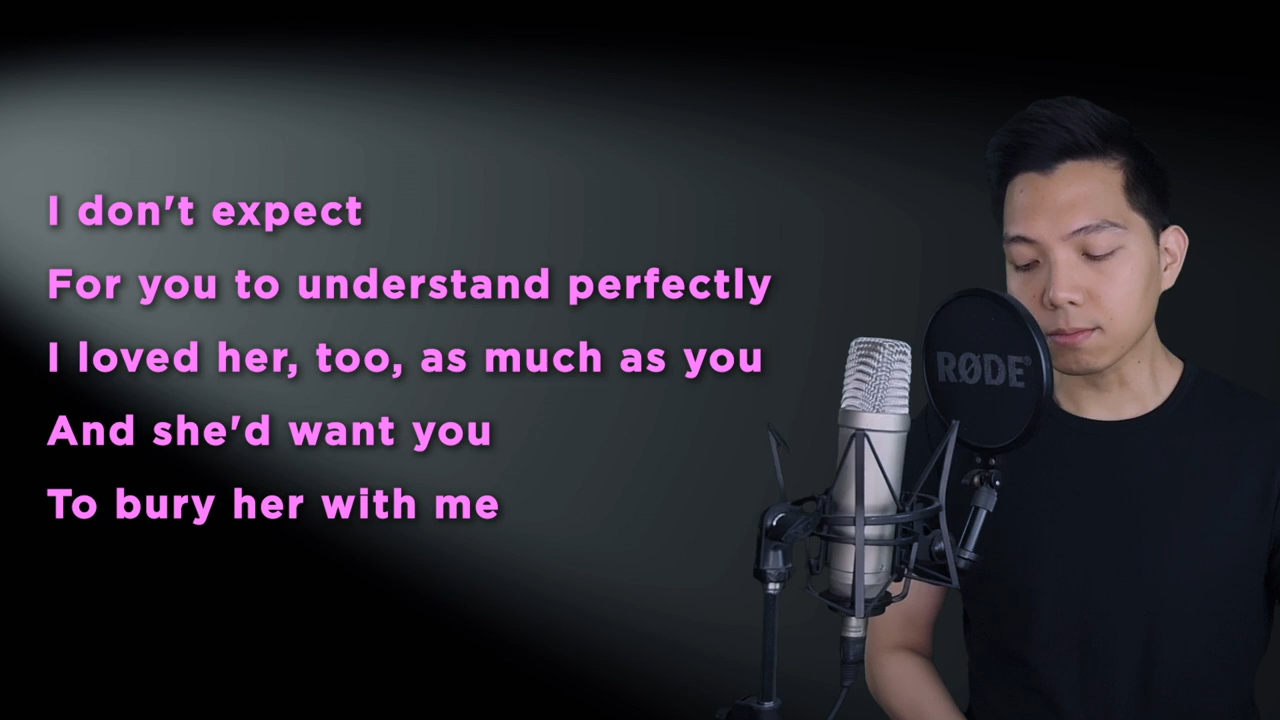 I don't expect
For you to understand perfectly
I loved her, too, as much as you
And she'd want you
To bury her with me
RØDE®